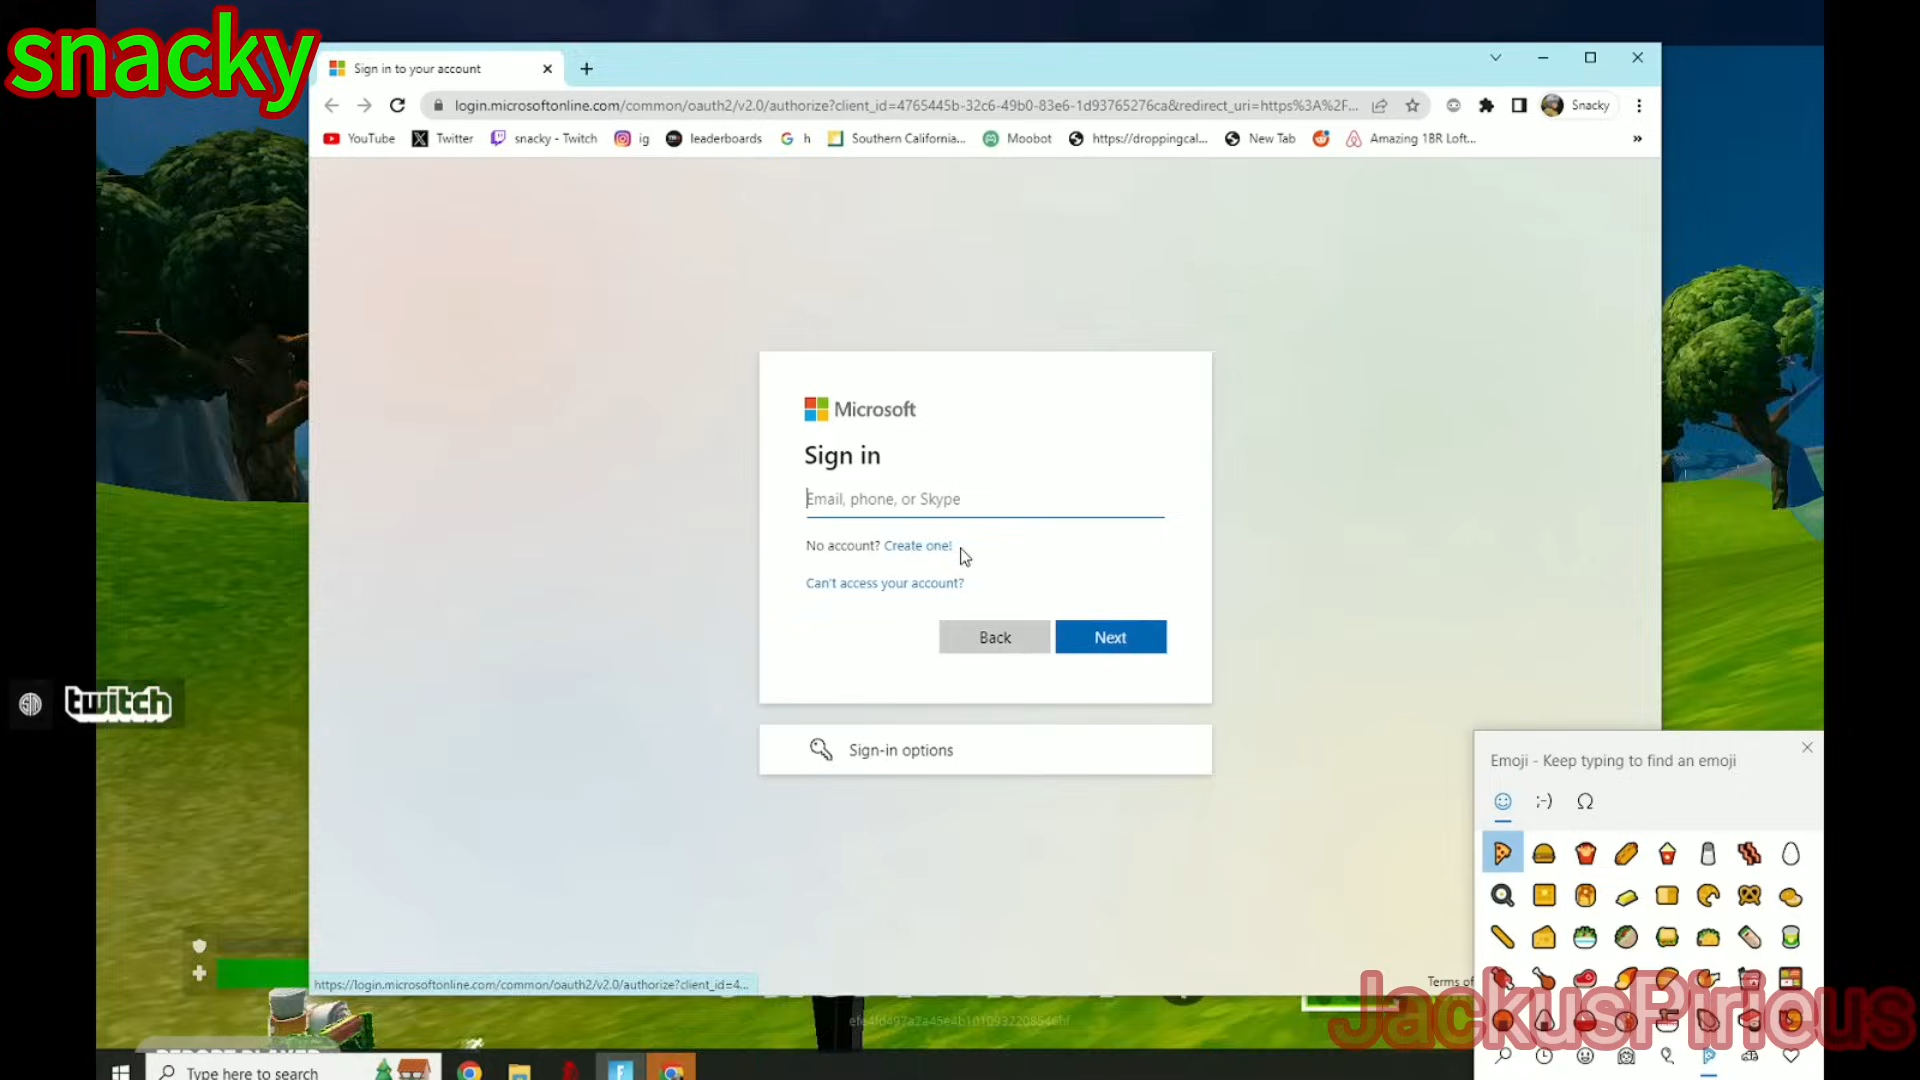 snacky
Sign in to your account
login.microsoftonline.com/common/oauth2/v2.0/authorize?client_id=4765445b-32c6-49b0-83e6-1d93765276ca&redirect_uri=https%3A%2F...
Snacky
YouTube
Twitter
snacky - Twitch
ig
leaderboards
h
Southern California...
Moobot
https://droppingcal...
New Tab
Amazing 1BR Loft...
»
Microsoft
Sign in
Email, phone, or Skype
No account? Create one!
Can't access your account?
Back
Next
Sign-in options
twitch
Emoji - Keep typing to find an emoji
;-)
Ω
https://login.microsoftonline.com/common/oauth2/v2.0/authorize?client_id=4...
Terms of
JackusPiricus
Type here to search